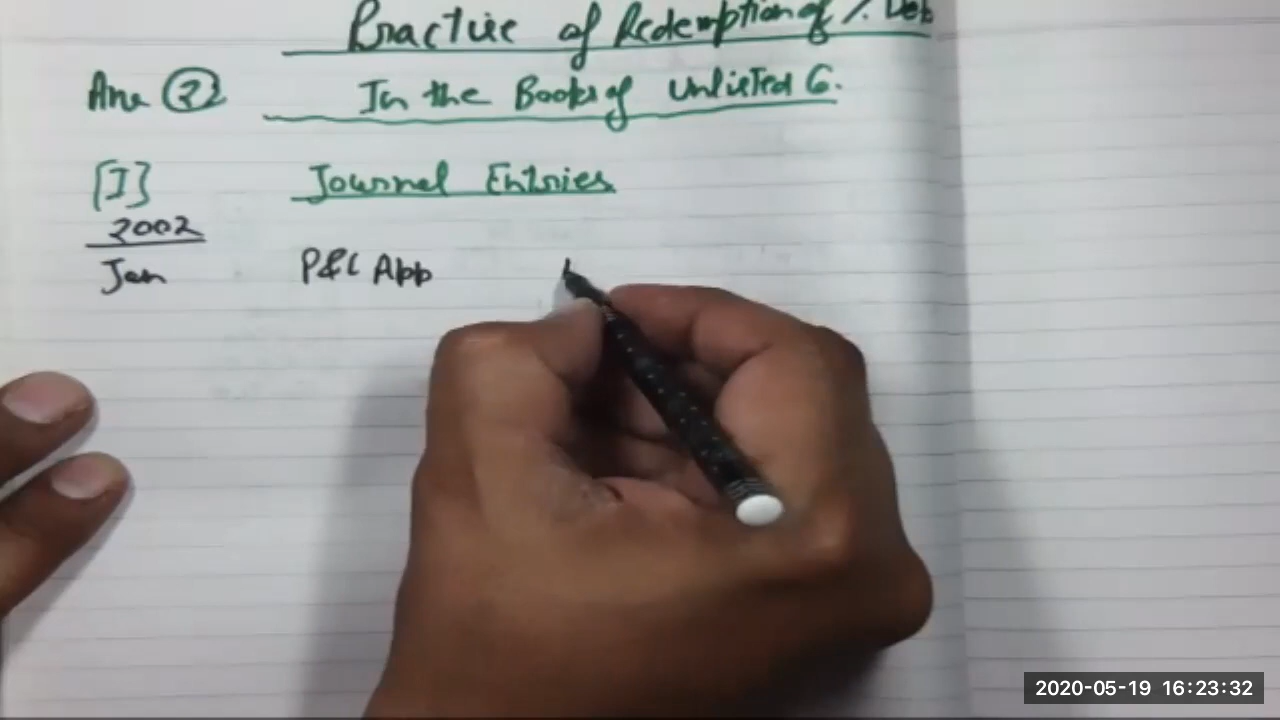 Practice of Redemption of %. Deb
Ans (2) In the Books of Unlisted Co.
[I] Journal Entries
2002
Jan P&L App
2020-05-19 16:23:32